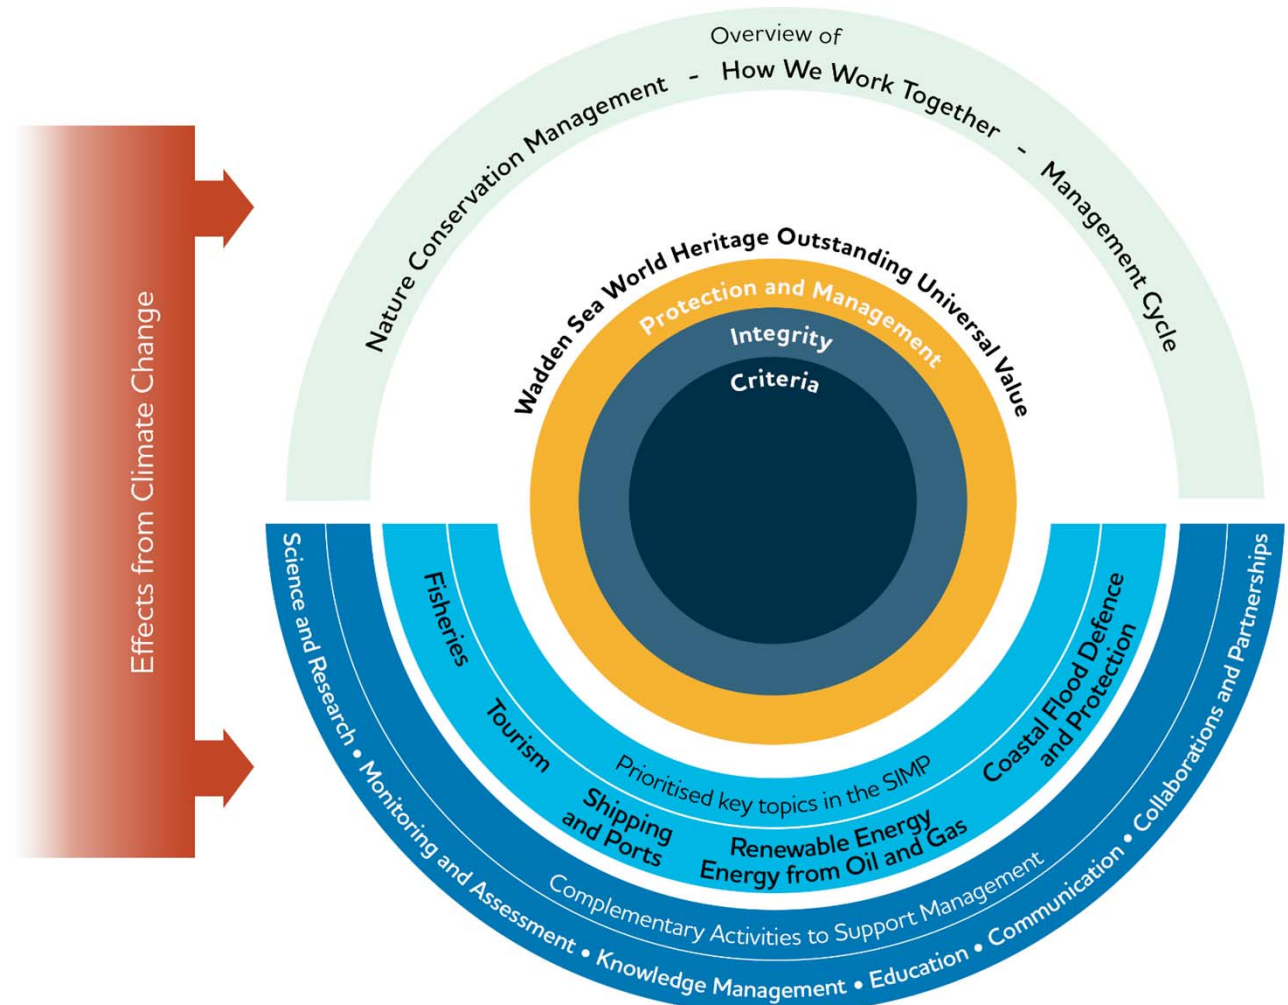 Overview of
Nature Conservation Management - How We Work Together - Management Cycle
Effects from Climate Change
Wadden Sea World Heritage Outstanding Universal Value
Protection and Management
Integrity
Criteria
Fisheries
Tourism
Shipping
and Ports
Renewable Energy
Energy from Oil and Gas
Coastal Flood Defence
and Protection
Prioritised key topics in the SIMP
Complementary Activities to Support Management
Science and Research • Monitoring and Assessment • Knowledge Management • Education • Communication • Collaborations and Partnerships